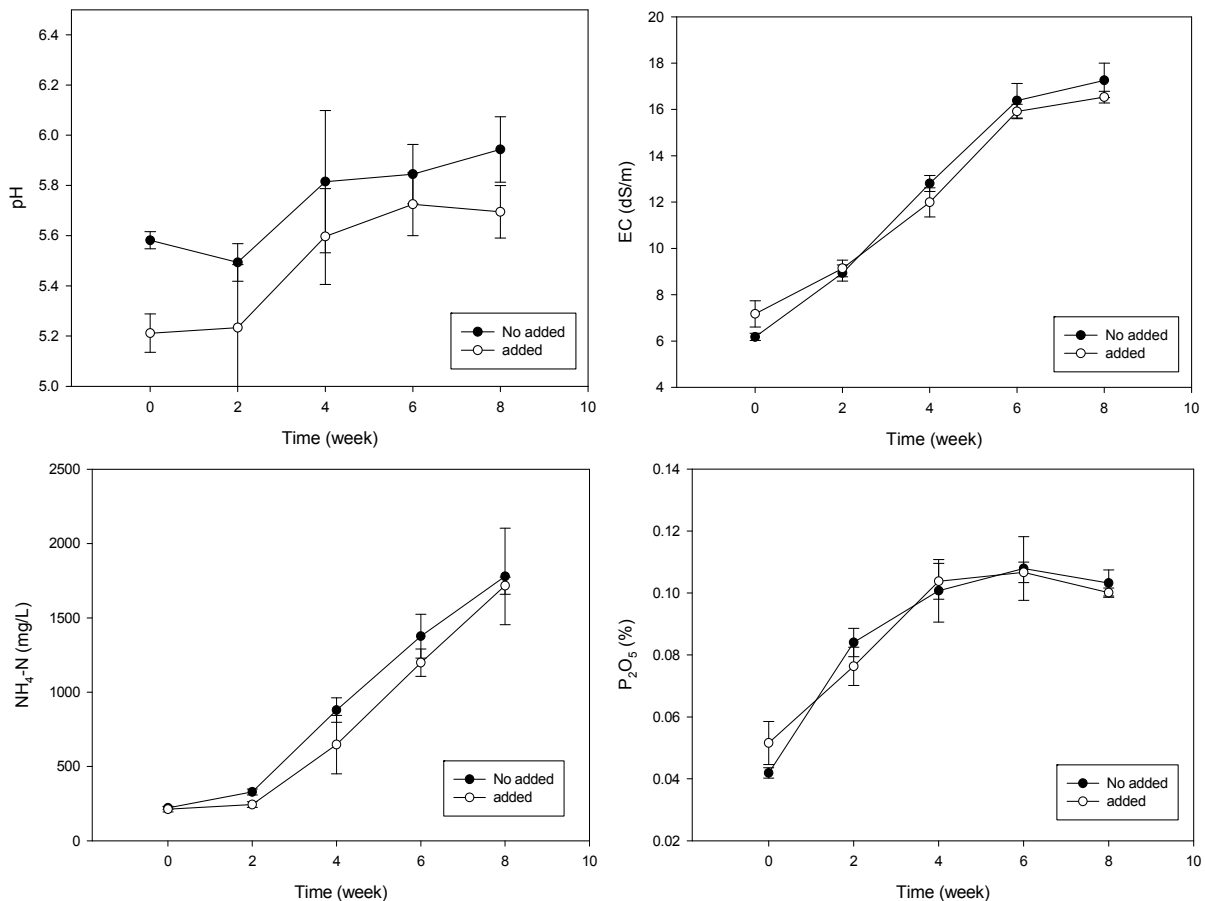 6.4
6.2
6.0
5.8
5.6
5.4
5.2
5.0
pH
No added
added
0 2 4 6 8 10
Time (week)
20
18
16
14
12
10
8
6
4
EC (dS/m)
No added
added
0 2 4 6 8 10
Time (week)
2500
2000
1500
1000
500
0
NH₄-N (mg/L)
No added
added
0 2 4 6 8 10
Time (week)
0.14
0.12
0.10
0.08
0.06
0.04
0.02
P₂O₅ (%)
No added
added
0 2 4 6 8 10
Time (week)